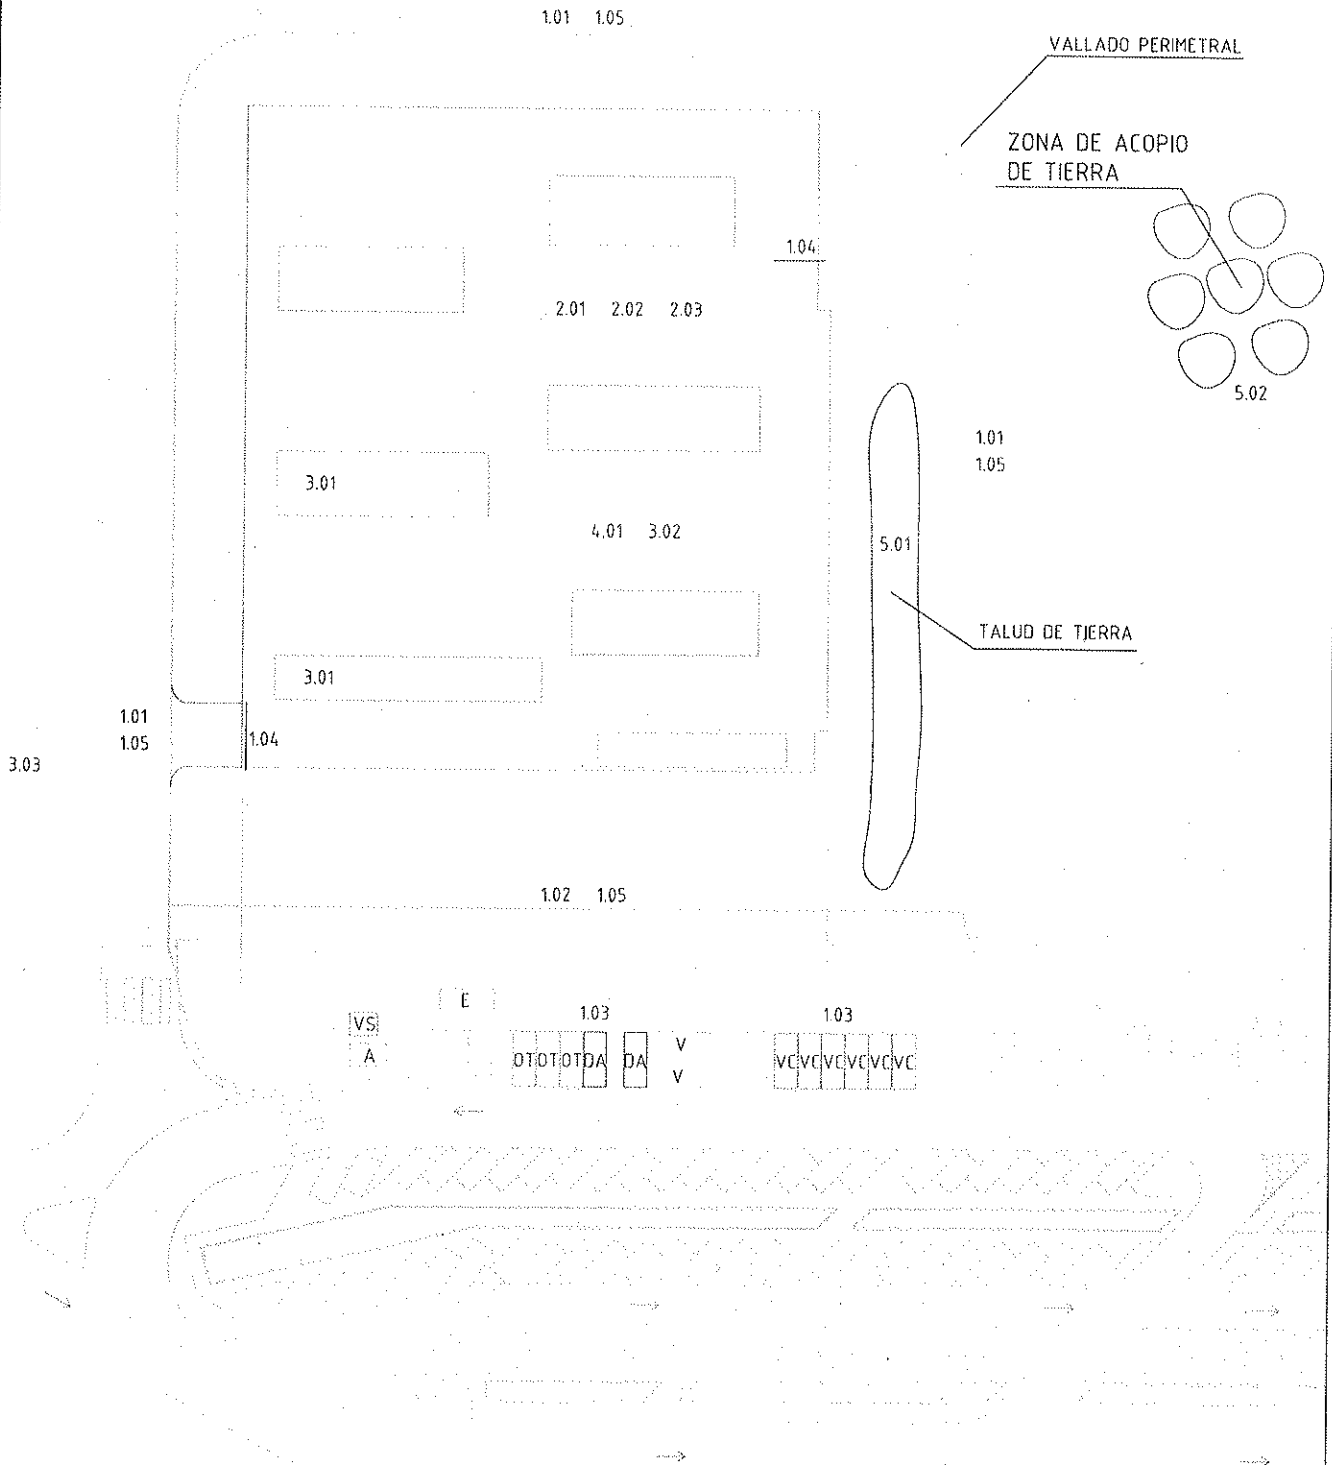 1.01 1.05
VALLADO PERIMETRAL
ZONA DE ACOPIO
DE TIERRA
1.04
2.01 2.02 2.03
5.02
1.01
1.05
3.01
4.01 3.02
5.01
TALUD DE TIERRA
3.01
1.01
1.05
1.04
3.03
1.02 1.05
E
1.03
1.03
VS
A
OT OT OT DA DA
V
V
VC VC VC VC VC VC